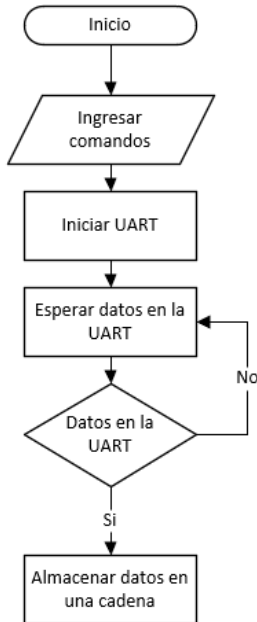 Inicio
Ingresar
comandos
Iniciar UART
Esperar datos en la
UART
Datos en la
UART
No
Si
Almacenar datos en
una cadena